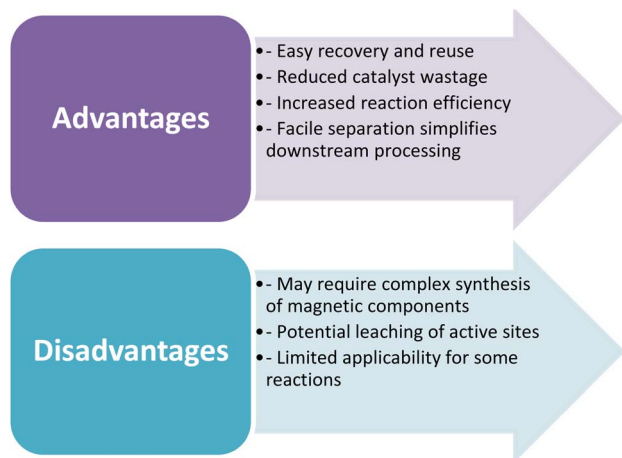 Advantages
•- Easy recovery and reuse
•- Reduced catalyst wastage
•- Increased reaction efficiency
•- Facile separation simplifies
downstream processing
Disadvantages
•- May require complex synthesis
of magnetic components
•- Potential leaching of active sites
•- Limited applicability for some
reactions